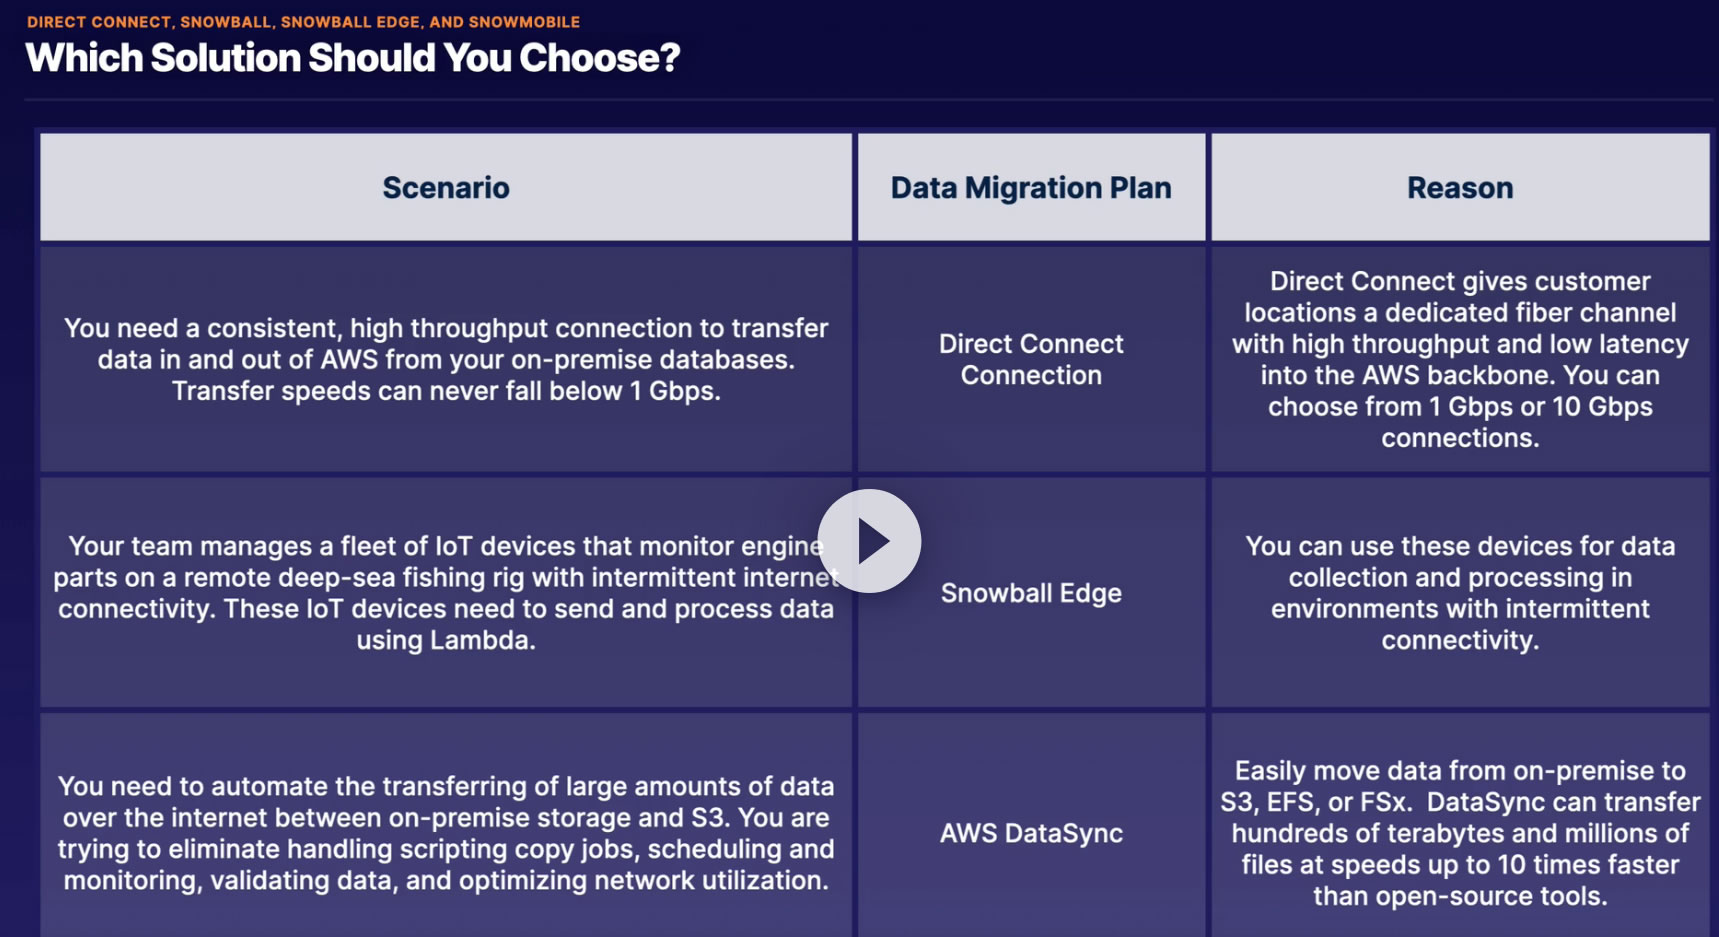 DIRECT CONNECT, SNOWBALL, SNOWBALL EDGE, AND SNOWMOBILE
Which Solution Should You Choose?
Scenario
Data Migration Plan
Reason
You need a consistent, high throughput connection to transfer
data in and out of AWS from your on-premise databases.
Transfer speeds can never fall below 1 Gbps.
Direct Connect
Connection
Direct Connect gives customer
locations a dedicated fiber channel
with high throughput and low latency
into the AWS backbone. You can
choose from 1 Gbps or 10 Gbps
connections.
Your team manages a fleet of IoT devices that monitor engine
parts on a remote deep-sea fishing rig with intermittent internet
connectivity. These IoT devices need to send and process data
using Lambda.
Snowball Edge
You can use these devices for data
collection and processing in
environments with intermittent
connectivity.
You need to automate the transferring of large amounts of data
over the internet between on-premise storage and S3. You are
trying to eliminate handling scripting copy jobs, scheduling and
monitoring, validating data, and optimizing network utilization.
AWS DataSync
Easily move data from on-premise to
S3, EFS, or FSx. DataSync can transfer
hundreds of terabytes and millions of
files at speeds up to 10 times faster
than open-source tools.